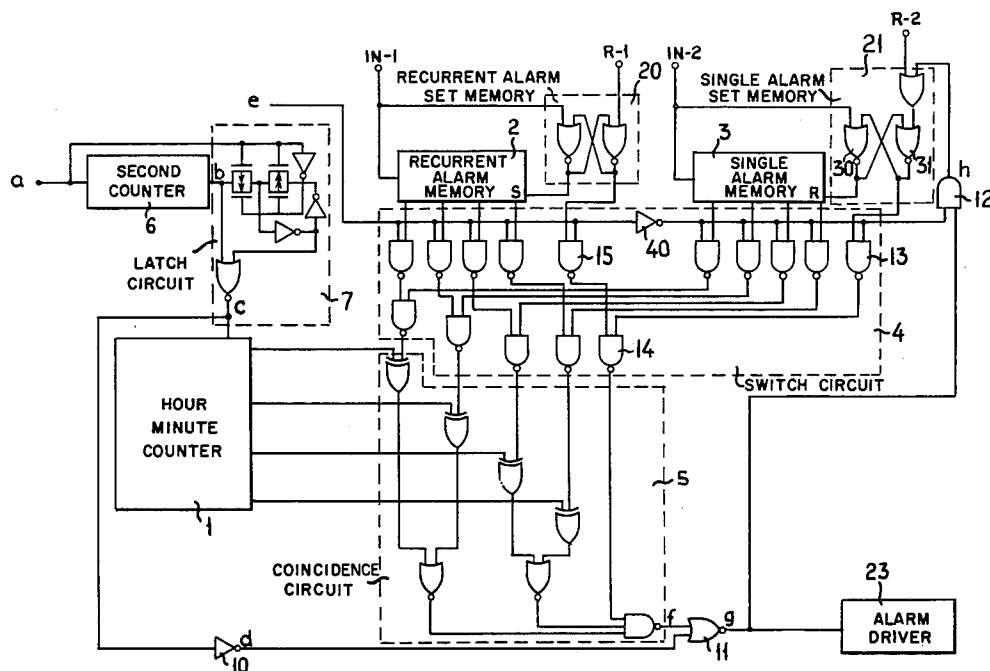 R-2
IN-1
R-1
IN-2
21
RECURRENT ALARM
SET MEMORY
20
SINGLE ALARM
SET MEMORY
e
2
3
30
31
h
a
SECOND
COUNTER
6
b
RECURRENT
ALARM
MEMORY
S
SINGLE
ALARM
MEMORY
R
12
40
15
13
LATCH
CIRCUIT
7
c
14
4
SWITCH CIRCUIT
HOUR
MINUTE
COUNTER
1
5
COINCIDENCE
CIRCUIT
23
ALARM
DRIVER
f
g
11
d
10